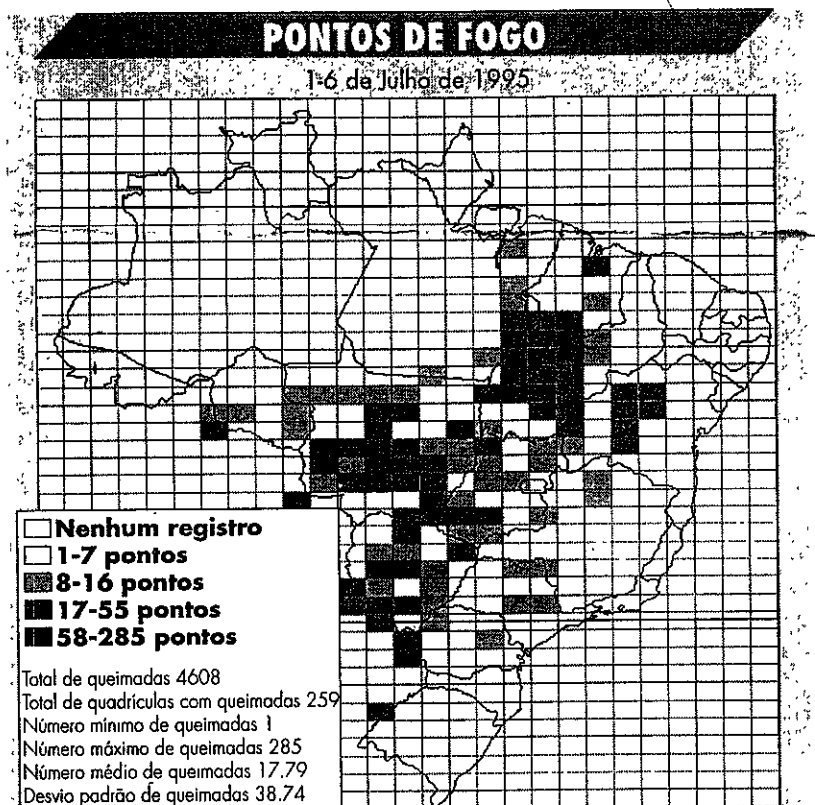 PONTOS DE FOGO
1-6 de Julho de 1995
Nenhum registro
1-7 pontos
8-16 pontos
17-55 pontos
58-285 pontos
Total de queimadas 4608
Total de quadrículas com queimadas 259
Número mínimo de queimadas 1
Número máximo de queimadas 285
Número médio de queimadas 17.79
Desvio padrão de queimadas 38.74